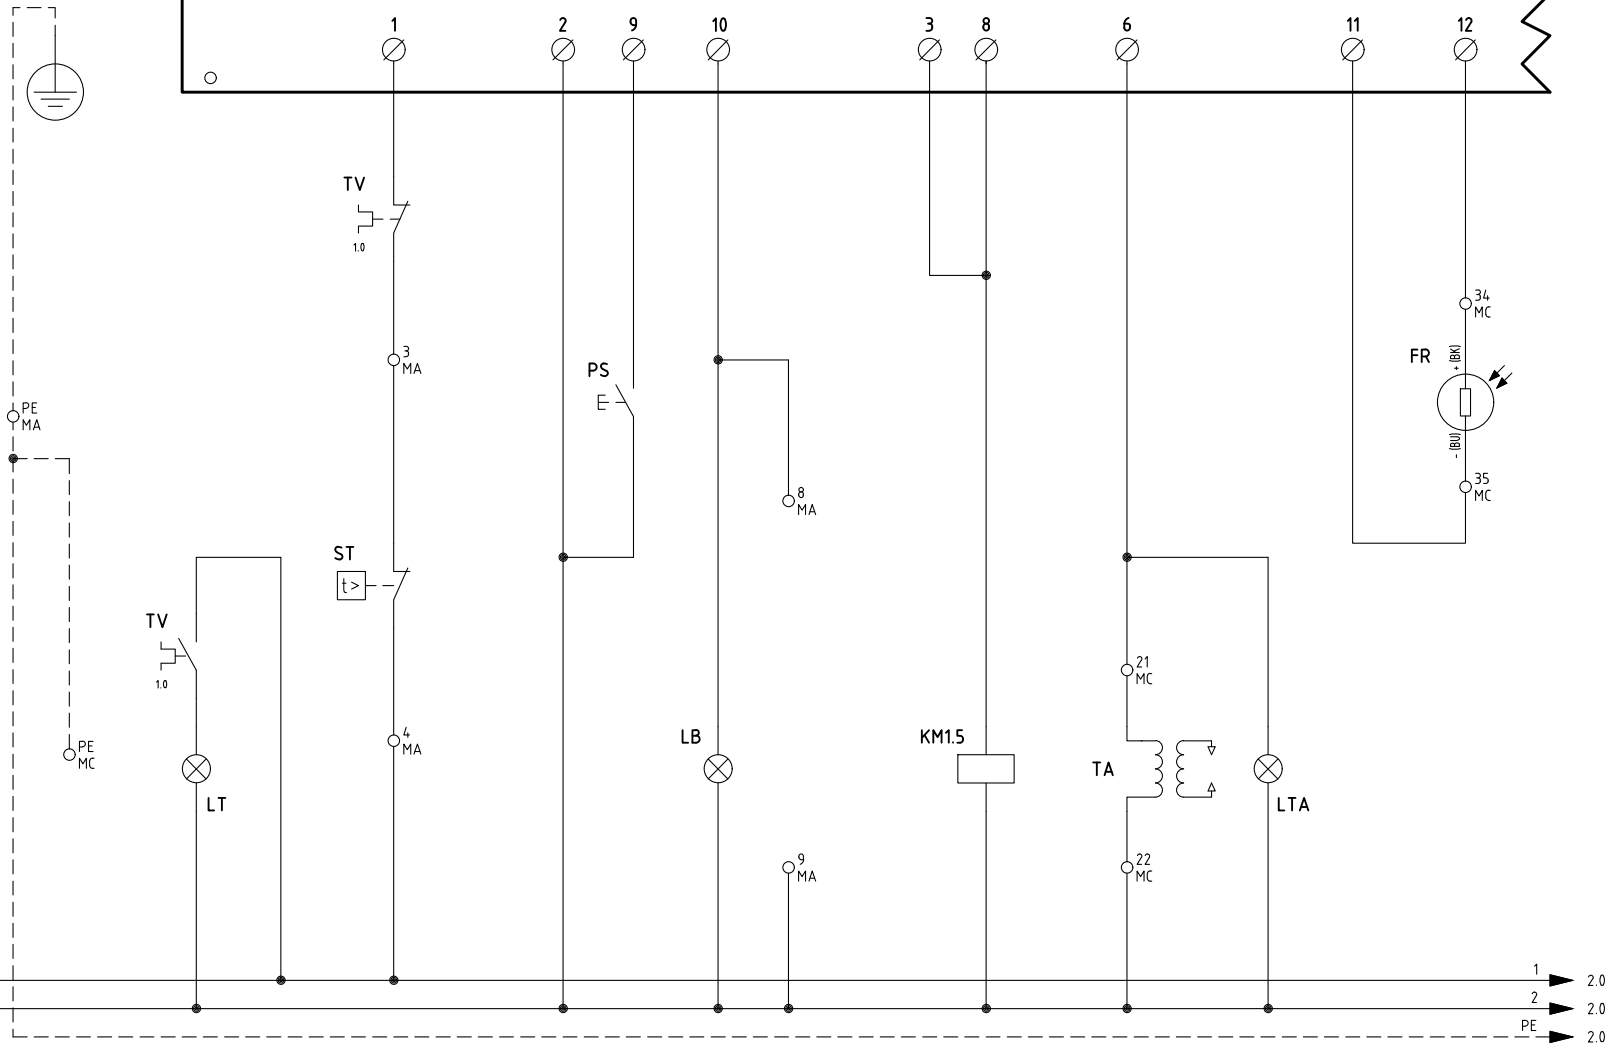 1 2 9 10 3 8 6 11 12
TV
1.0
34
MC
3
MA
FR
+ (BK)
PS
PE
MA
- (BU)
35
MC
8
MA
ST
t>
TV
1.0
21
MC
PE
MC
4
MA
LB
KM1.5
TA
LT
LTA
9
MA
22
MC
1 2.0
2 2.0
PE 2.0